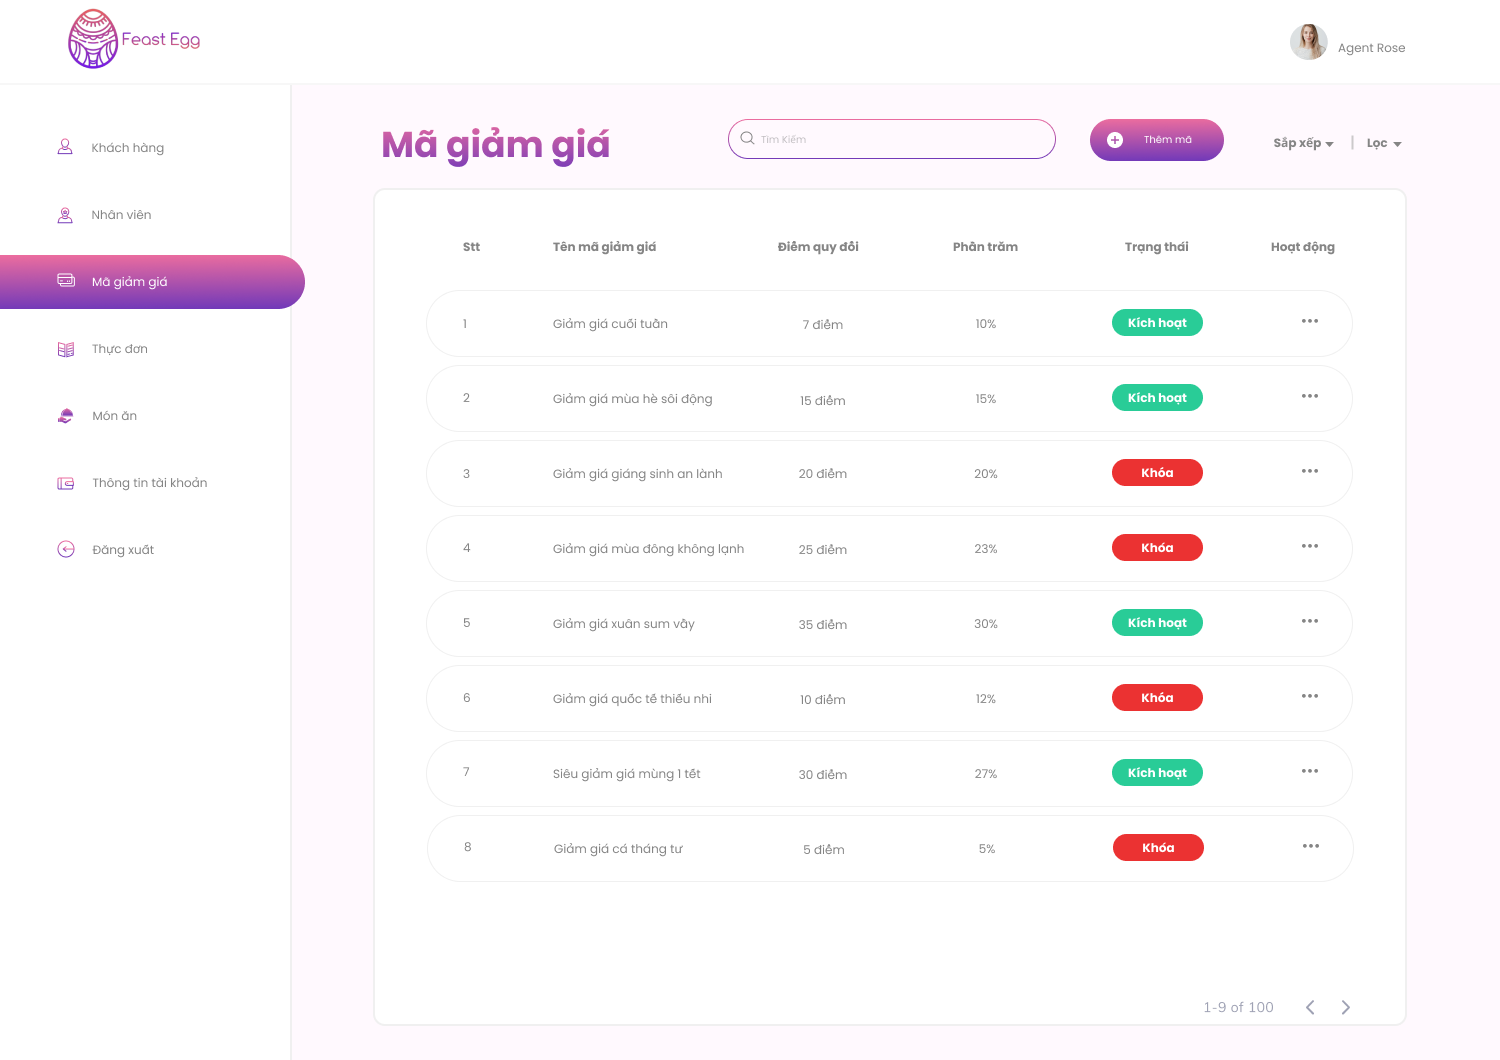 Feast Egg
Agent Rose
Khách hàng
Nhân viên
Mã giảm giá
Thực đơn
Món ăn
Thông tin tài khoản
Đăng xuất
Mã giảm giá
Tìm Kiếm
Thêm mã
Sắp xếp | Lọc
Stt Tên mã giảm giá Điểm quy đổi Phần trăm Trạng thái Hoạt động
1 Giảm giá cuối tuần 7 điểm 10% Kích hoạt
2 Giảm giá mùa hè sôi động 15 điểm 15% Kích hoạt
3 Giảm giá giáng sinh an lành 20 điểm 20% Khóa
4 Giảm giá mùa đông không lạnh 25 điểm 23% Khóa
5 Giảm giá xuân sum vầy 35 điểm 30% Kích hoạt
6 Giảm giá quốc tế thiếu nhi 10 điểm 12% Khóa
7 Siêu giảm giá mùng 1 tết 30 điểm 27% Kích hoạt
8 Giảm giá cá tháng tư 5 điểm 5% Khóa
1-9 of 100